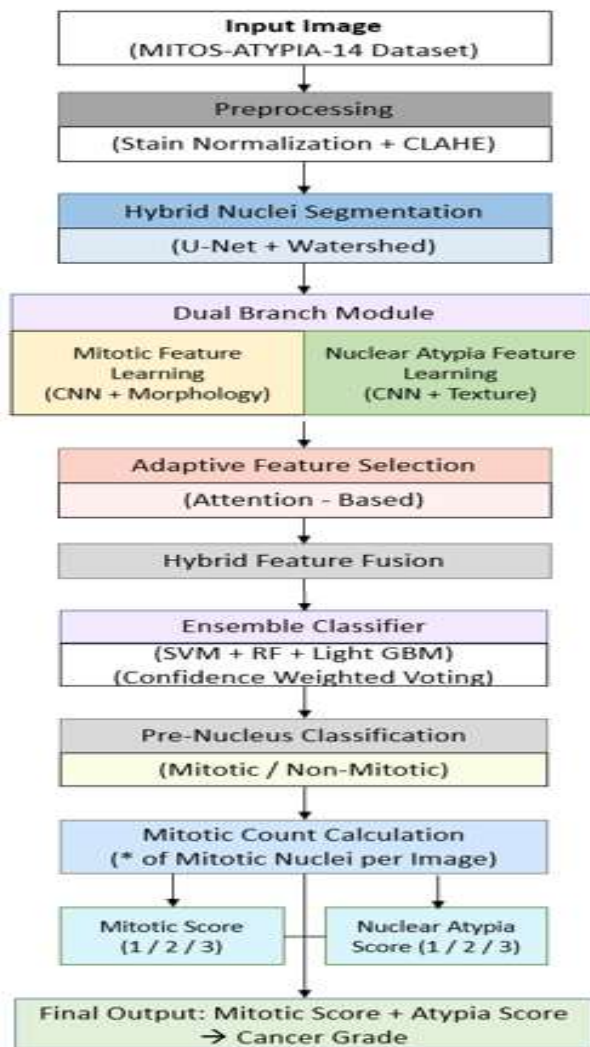 Input Image
(MITOS-ATYPIA-14 Dataset)
Preprocessing
(Stain Normalization + CLAHE)
Hybrid Nuclei Segmentation
(U-Net + Watershed)
Dual Branch Module
Mitotic Feature
Learning
(CNN + Morphology)
Nuclear Atypia Feature
Learning
(CNN + Texture)
Adaptive Feature Selection
(Attention - Based)
Hybrid Feature Fusion
Ensemble Classifier
(SVM + RF + Light GBM)
(Confidence Weighted Voting)
Pre-Nucleus Classification
(Mitotic / Non-Mitotic)
Mitotic Count Calculation
(* of Mitotic Nuclei per Image)
Mitotic Score
(1 / 2 / 3)
Nuclear Atypia
Score (1 / 2 / 3)
Final Output: Mitotic Score + Atypia Score
→ Cancer Grade